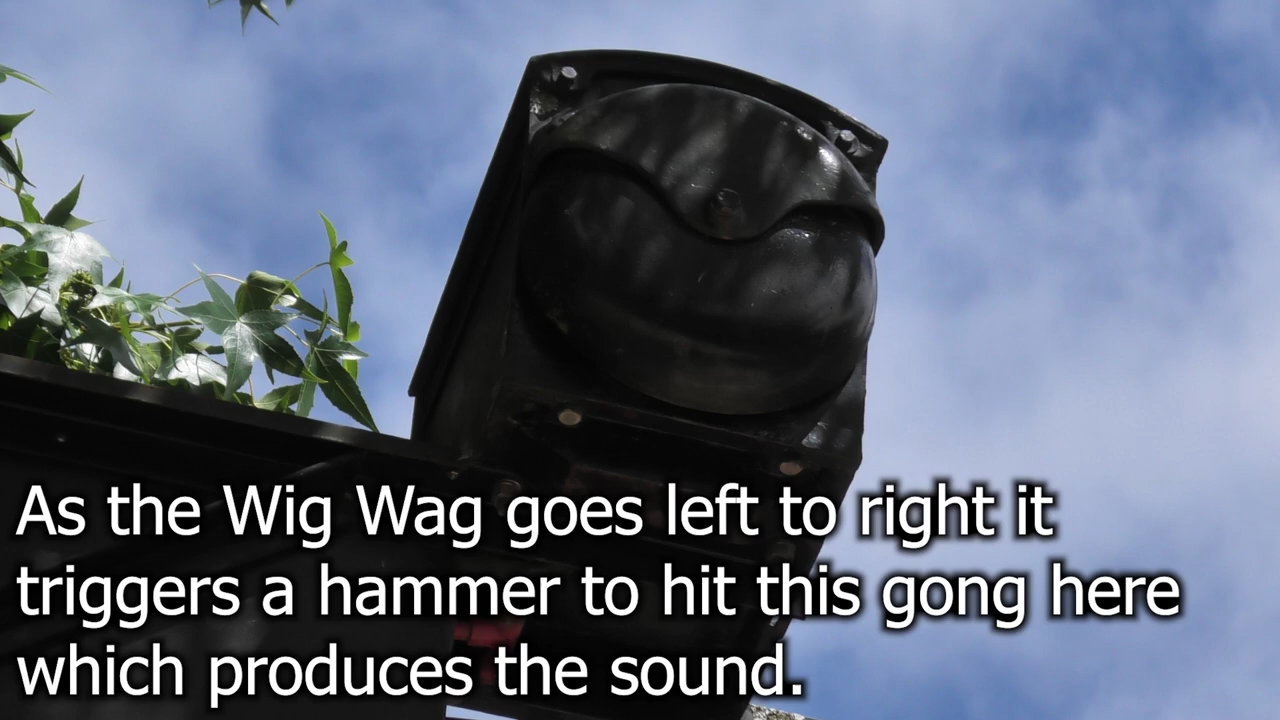 As the Wig Wag goes left to right it
triggers a hammer to hit this gong here
which produces the sound.